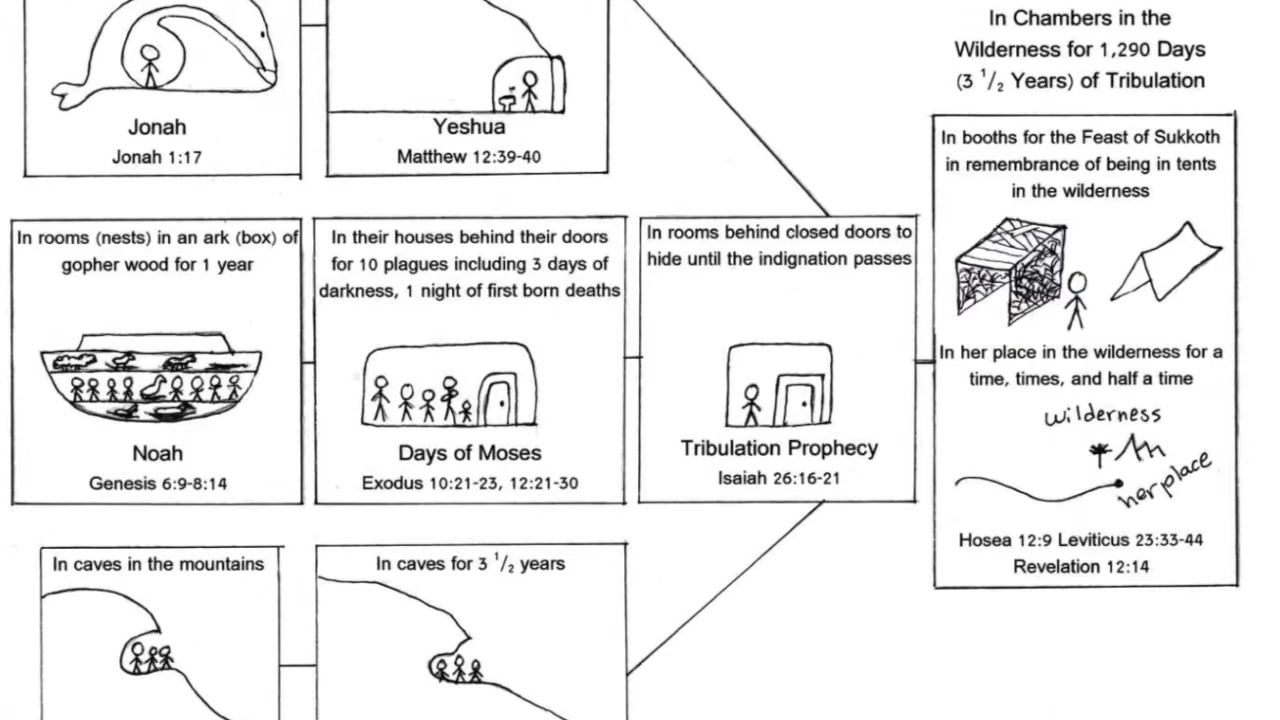 In Chambers in the
Wilderness for 1,290 Days
(3 1/2 Years) of Tribulation
Jonah
Jonah 1:17
Yeshua
Matthew 12:39-40
In rooms (nests) in an ark (box) of
gopher wood for 1 year
Noah
Genesis 6:9-8:14
In their houses behind their doors
for 10 plagues including 3 days of
darkness, 1 night of first born deaths
Days of Moses
Exodus 10:21-23, 12:21-30
In rooms behind closed doors to
hide until the indignation passes
Tribulation Prophecy
Isaiah 26:16-21
In booths for the Feast of Sukkoth
in remembrance of being in tents
in the wilderness
In her place in the wilderness for a
time, times, and half a time
wilderness
her place
Hosea 12:9 Leviticus 23:33-44
Revelation 12:14
In caves in the mountains
In caves for 3 1/2 years